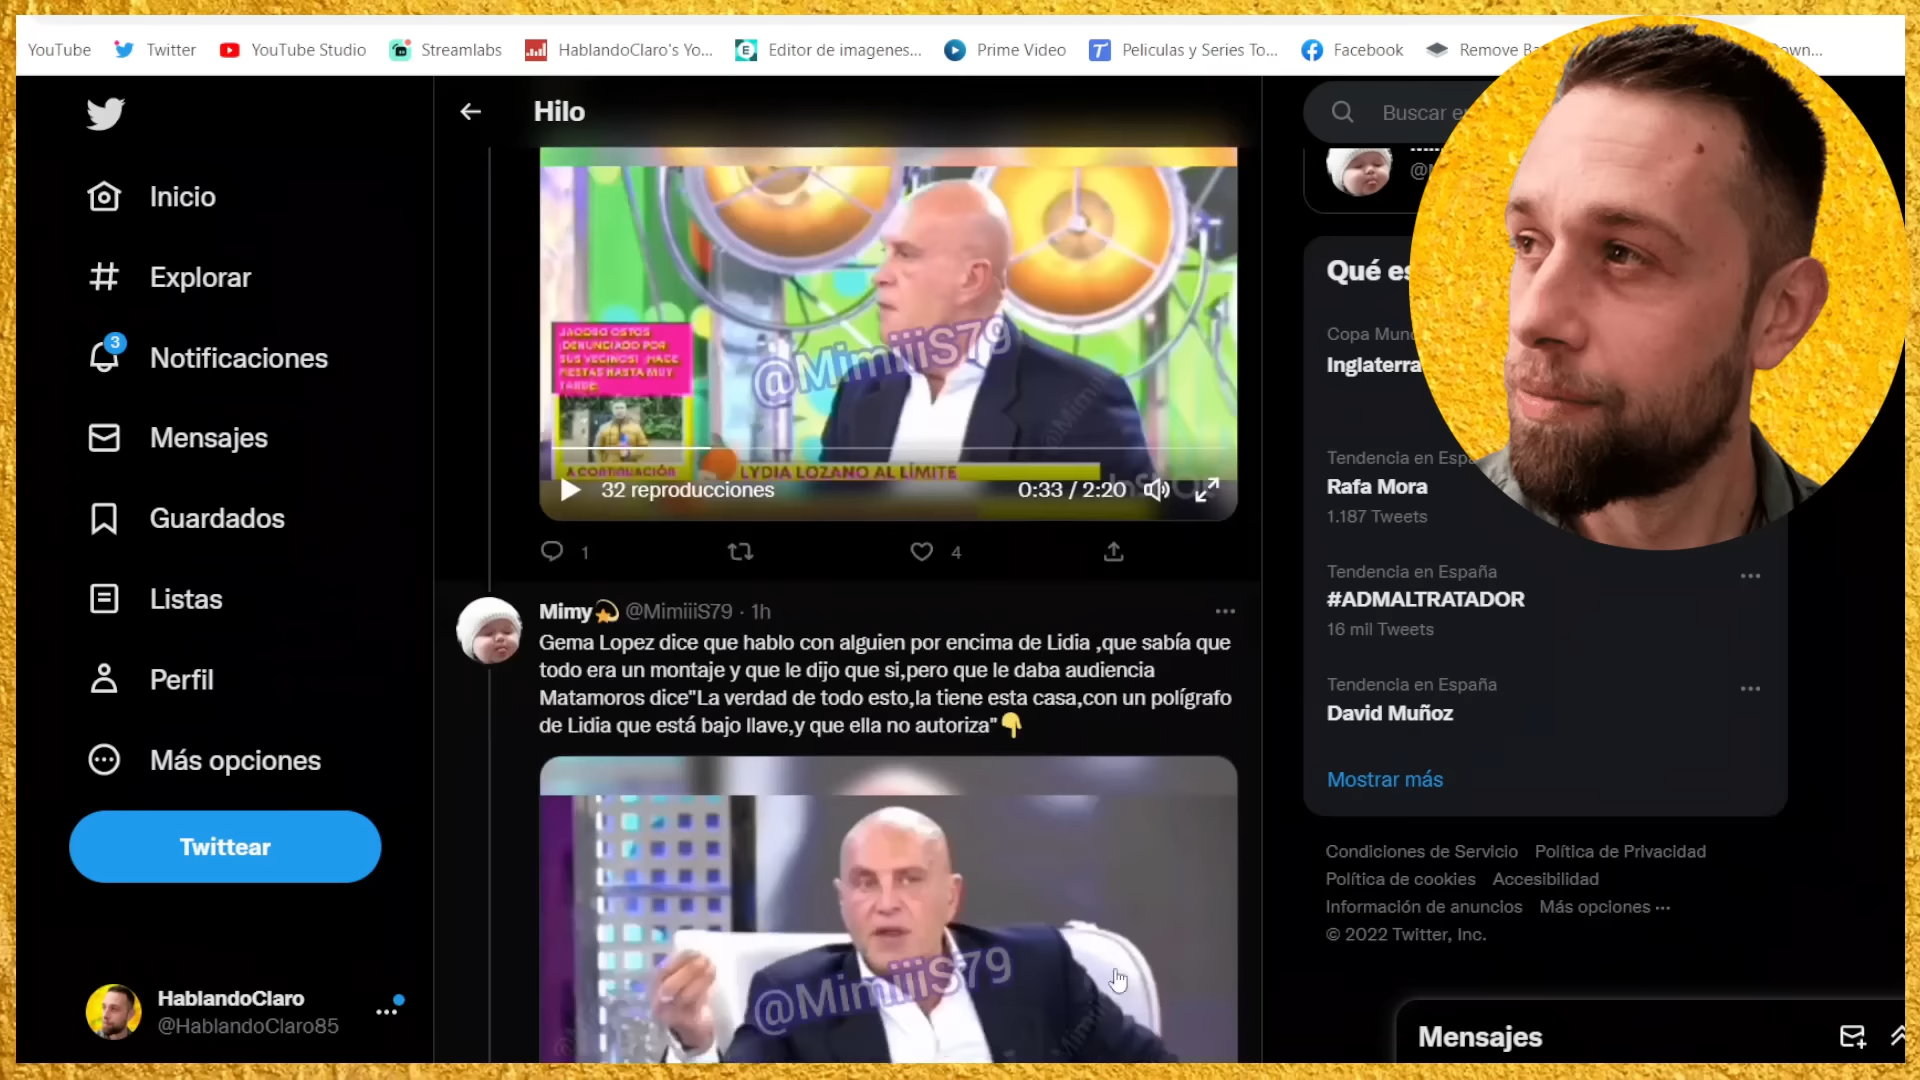 YouTube
Twitter
YouTube Studio
Streamlabs
HablandoClaro's Yo...
Editor de imagenes...
Prime Video
Peliculas y Series To...
Facebook
Remove
own...
Hilo
Buscar
Inicio
Explorar
3
Notificaciones
Mensajes
Guardados
Listas
Perfil
Más opciones
Twittear
HablandoClaro
@HablandoClaro85
JACOBO OSTOS
¡DENUNCIADO POR
SUS VECINOS! ¡HACE
FIESTAS HASTA MUY
TARDE!
@MimiiiS79
A CONTINUACIÓN
LYDIA LOZANO AL LÍMITE
32 reproducciones
0:33 / 2:20
1
4
Mimy @MimiiiS79 · 1h
Gema Lopez dice que hablo con alguien por encima de Lidia ,que sabía que
todo era un montaje y que le dijo que si,pero que le daba audiencia
Matamoros dice"La verdad de todo esto,la tiene esta casa,con un polígrafo
de Lidia que está bajo llave,y que ella no autoriza"👇
@MimiiiS79
Qué
Copa
Inglaterra
Tendencia en
Rafa Mora
1.187 Tweets
Tendencia en España
#ADMALTRATADOR
16 mil Tweets
Tendencia en España
David Muñoz
Mostrar más
Condiciones de Servicio Política de Privacidad
Política de cookies Accesibilidad
Información de anuncios Más opciones ···
© 2022 Twitter, Inc.
Mensajes